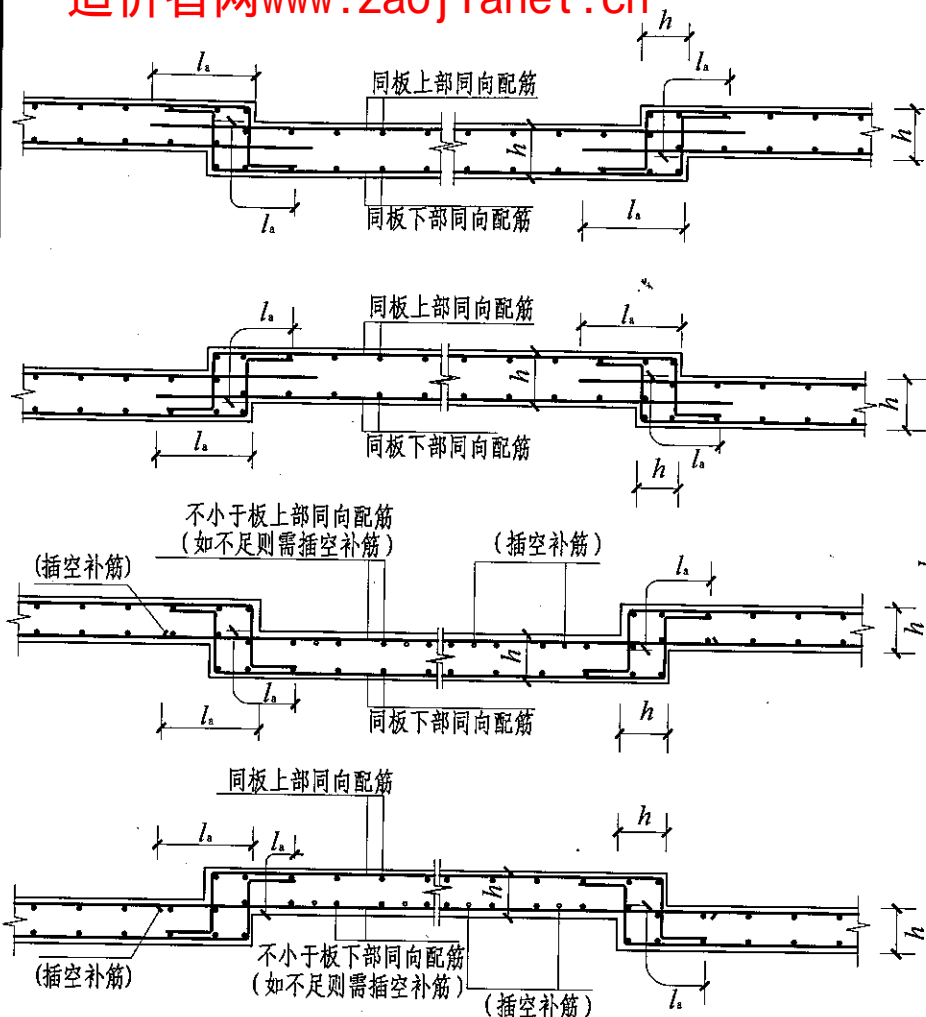 造价者网www.zaojianet.cn
h
la
同板上部同向配筋
la
h
h
la
同板下部同向配筋
la
同板上部同向配筋
la
la
h
h
la
同板下部同向配筋
h
la
不小于板上部同向配筋
(如不足则需插空补筋)
(插空补筋)
(插空补筋)
la
h
h
la
la
同板下部同向配筋
h
同板上部同向配筋
la
la
h
h
h
不小于板下部同向配筋
(如不足则需插空补筋)
(插空补筋)
(插空补筋)
la